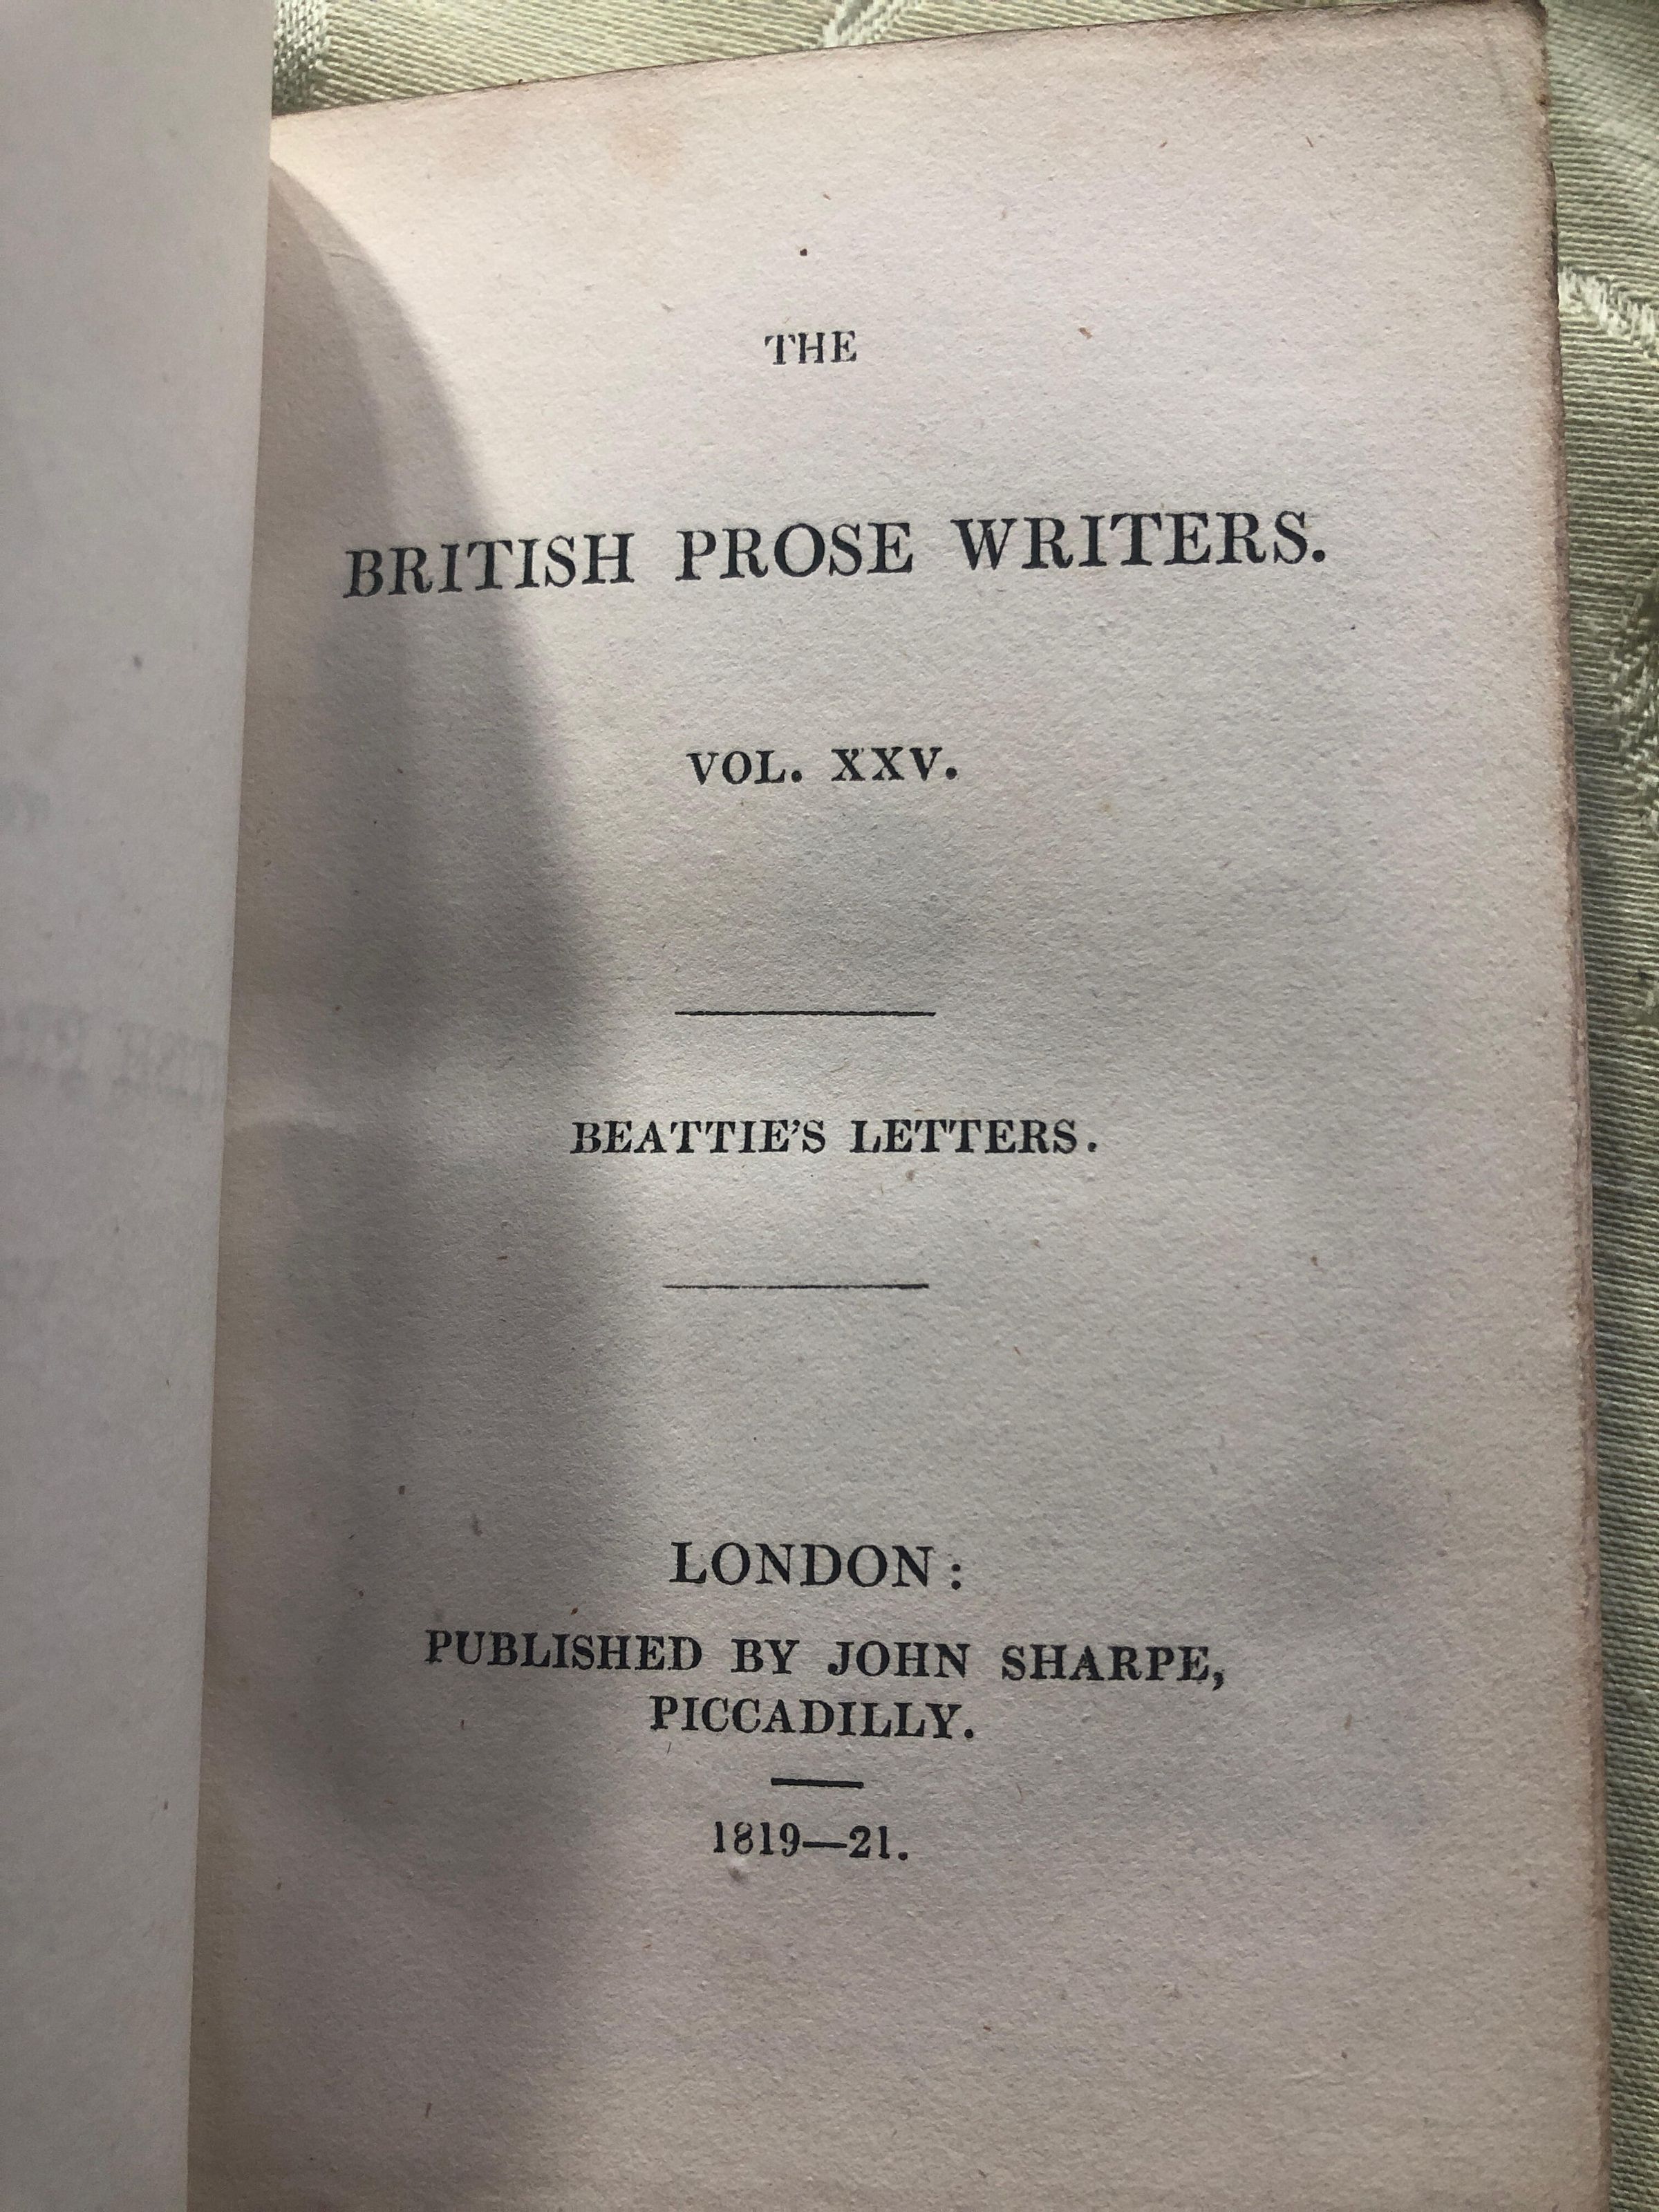 THE
BRITISH PROSE WRITERS.
VOL. XXV.
BEATTIE'S LETTERS.
LONDON:
PUBLISHED BY JOHN SHARPE,
PICCADILLY.
1819—21.